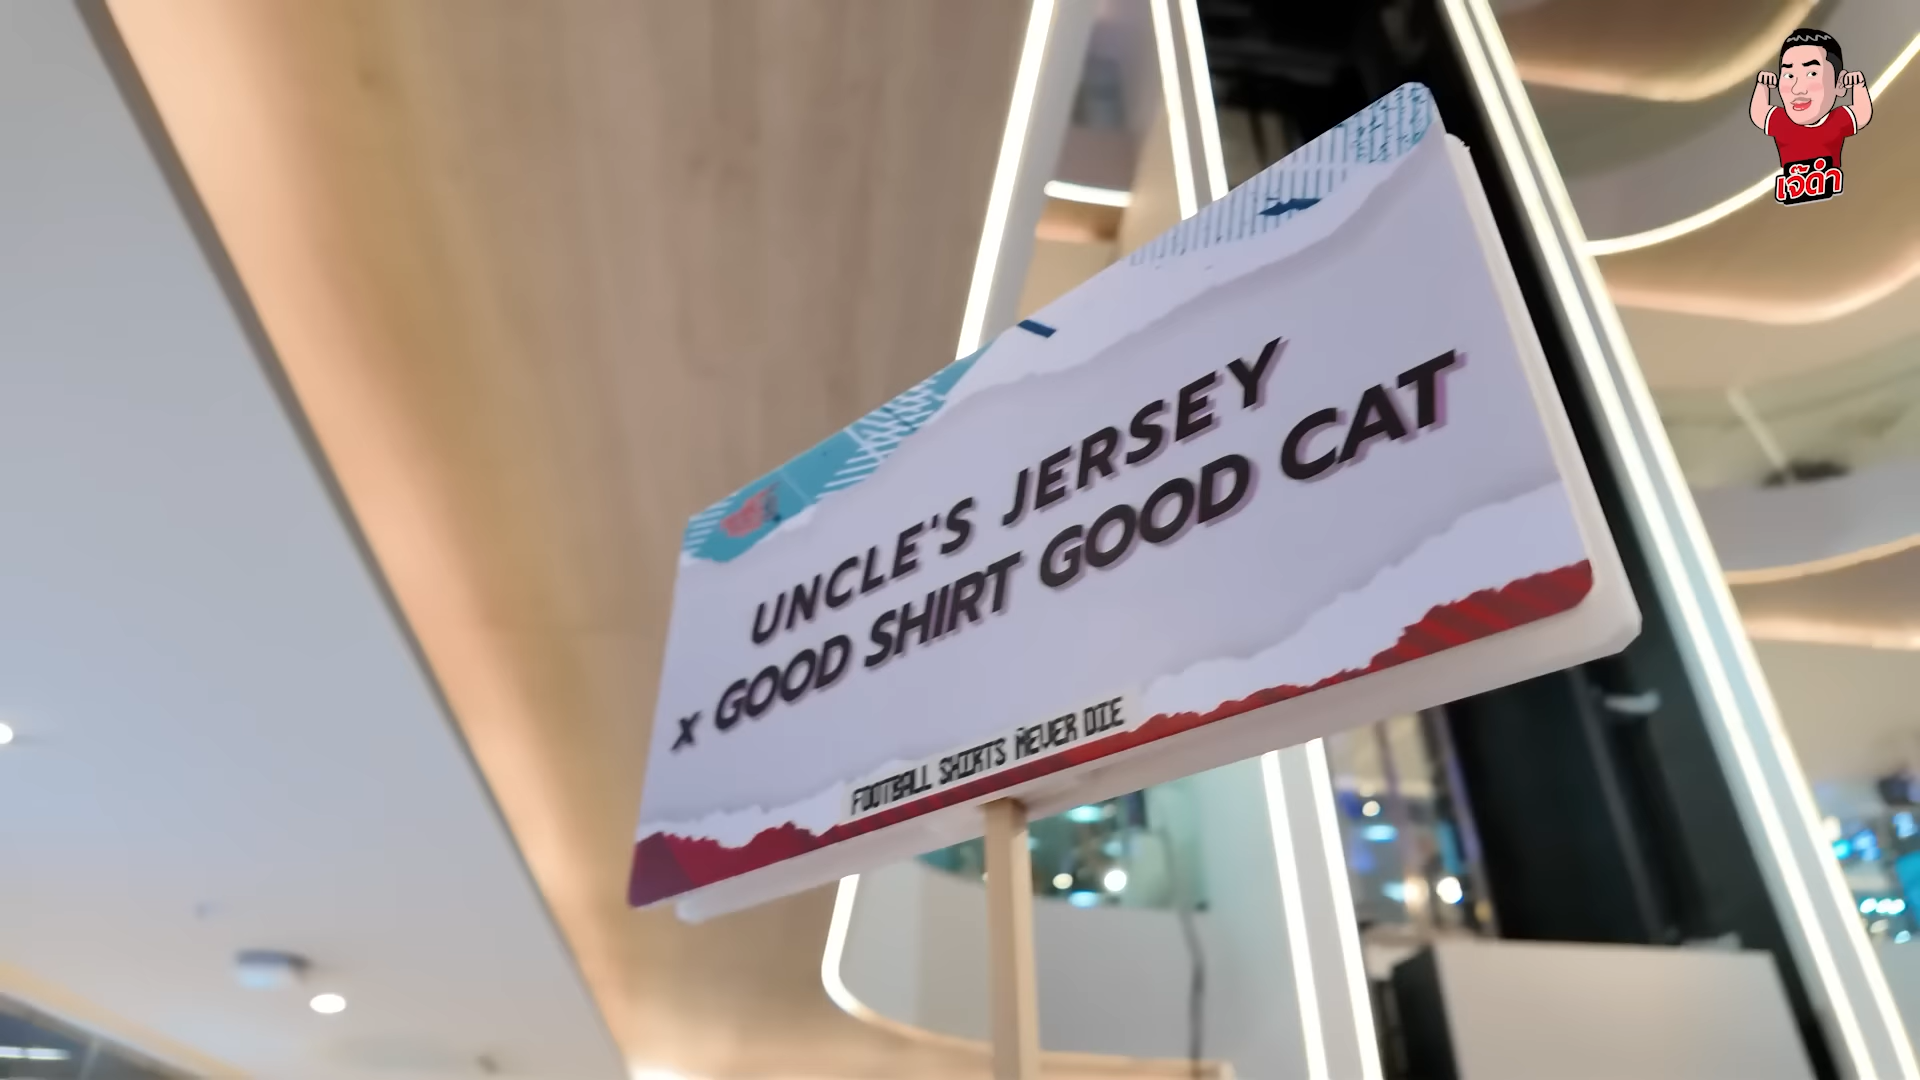 เจ๊ดำ
UNCLE'S JERSEY
x GOOD SHIRT GOOD CAT
FOOTBALL SHIRTS NEVER DIE